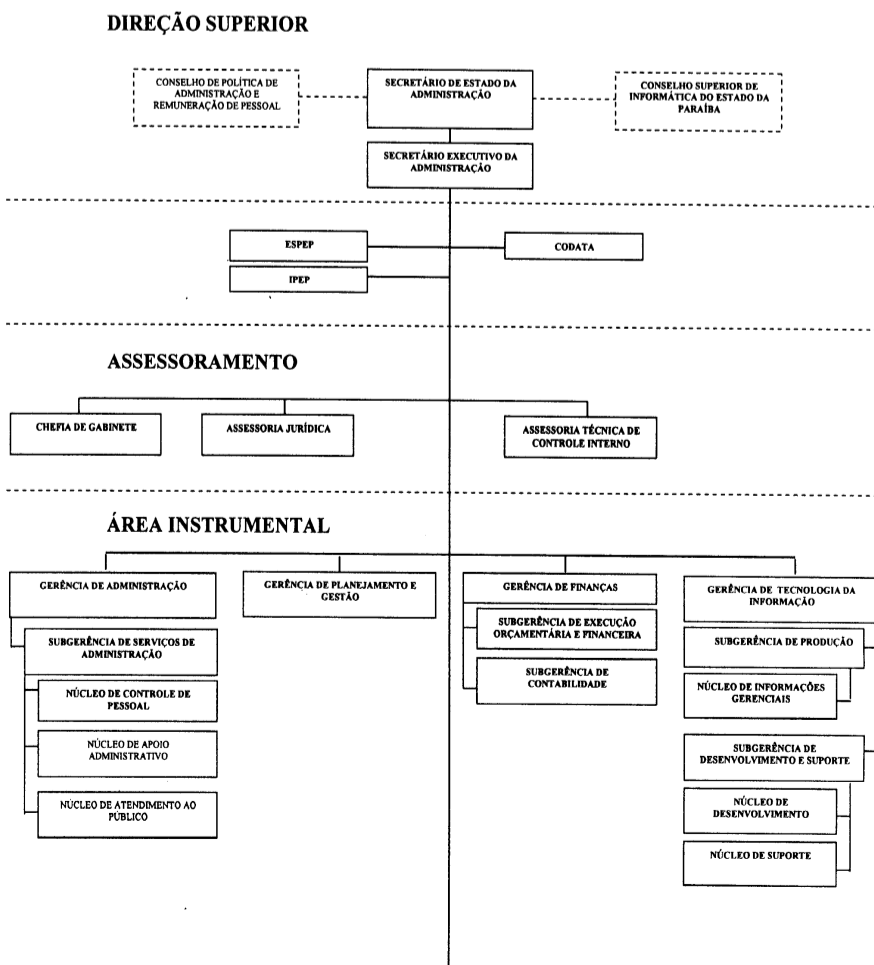 DIREÇÃO SUPERIOR
CONSELHO DE POLÍTICA DE
ADMINISTRAÇÃO E
REMUNERAÇÃO DE PESSOAL
SECRETÁRIO DE ESTADO DA
ADMINISTRAÇÃO
CONSELHO SUPERIOR DE
INFORMÁTICA DO ESTADO DA
PARAÍBA
SECRETÁRIO EXECUTIVO DA
ADMINISTRAÇÃO
ESPEP
CODATA
IPEP
ASSESSORAMENTO
CHEFIA DE GABINETE
ASSESSORIA JURÍDICA
ASSESSORIA TÉCNICA DE
CONTROLE INTERNO
ÁREA INSTRUMENTAL
GERÊNCIA DE ADMINISTRAÇÃO
SUBGERÊNCIA DE SERVIÇOS DE
ADMINISTRAÇÃO
NÚCLEO DE CONTROLE DE
PESSOAL
NÚCLEO DE APOIO
ADMINISTRATIVO
NÚCLEO DE ATENDIMENTO AO
PÚBLICO
GERÊNCIA DE PLANEJAMENTO E
GESTÃO
GERÊNCIA DE FINANÇAS
SUBGERÊNCIA DE EXECUÇÃO
ORÇAMENTÁRIA E FINANCEIRA
SUBGERÊNCIA DE
CONTABILIDADE
GERÊNCIA DE TECNOLOGIA DA
INFORMAÇÃO
SUBGERÊNCIA DE PRODUÇÃO
NÚCLEO DE INFORMAÇÕES
GERENCIAIS
SUBGERÊNCIA DE
DESENVOLVIMENTO E SUPORTE
NÚCLEO DE
DESENVOLVIMENTO
NÚCLEO DE SUPORTE